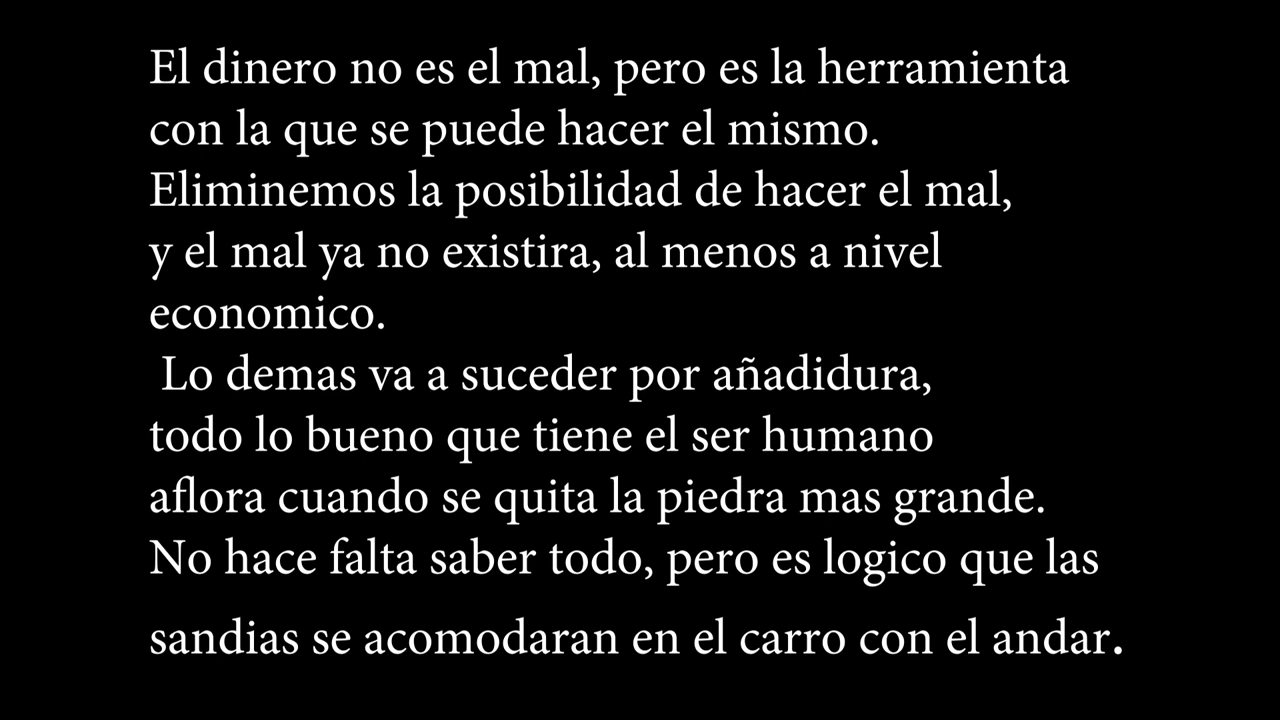 El dinero no es el mal, pero es la herramienta
con la que se puede hacer el mismo.
Eliminemos la posibilidad de hacer el mal,
y el mal ya no existira, al menos a nivel
economico.
Lo demas va a suceder por añadidura,
todo lo bueno que tiene el ser humano
aflora cuando se quita la piedra mas grande.
No hace falta saber todo, pero es logico que las
sandias se acomodaran en el carro con el andar.